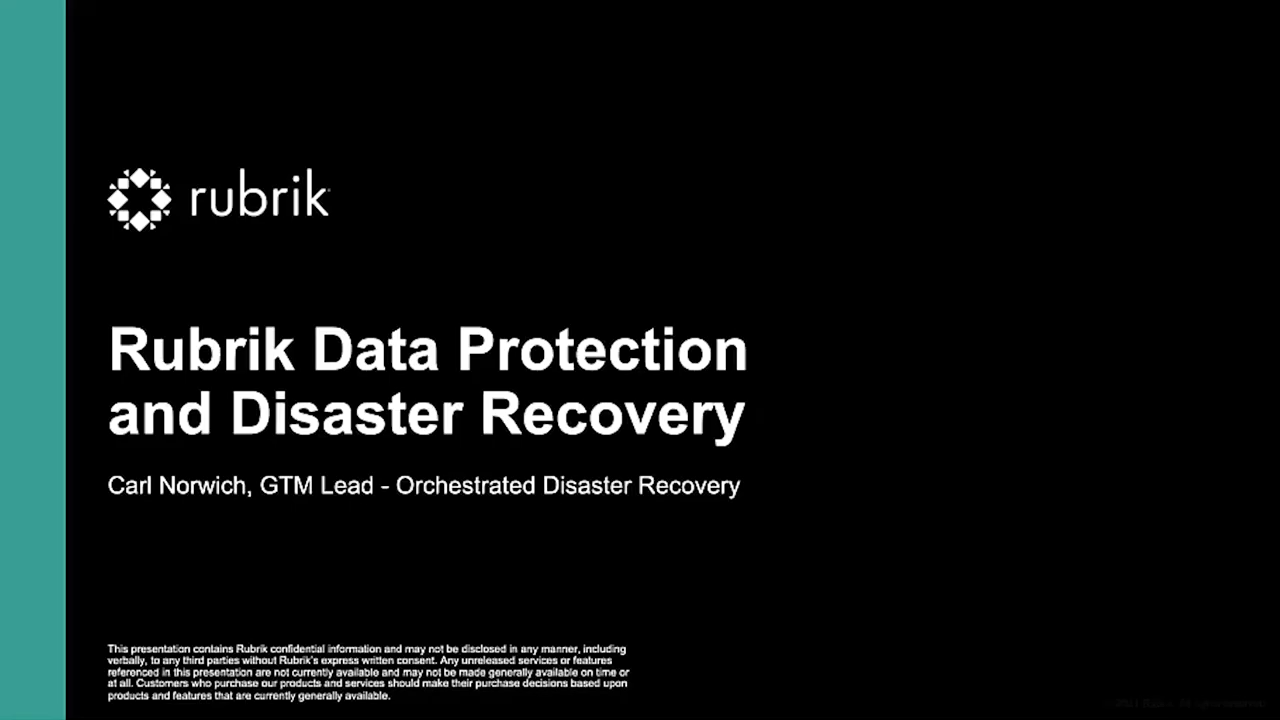 rubrik
Rubrik Data Protection
and Disaster Recovery
Carl Norwich, GTM Lead - Orchestrated Disaster Recovery
This presentation contains Rubrik confidential information and may not be disclosed in any manner, including
verbally, to any third parties without Rubrik's express written consent. Any unreleased services or features
referenced in this presentation are not currently available and may not be made generally available on time or
at all. Customers who purchase our products and services should make their purchase decisions based upon
products and features that are currently generally available.